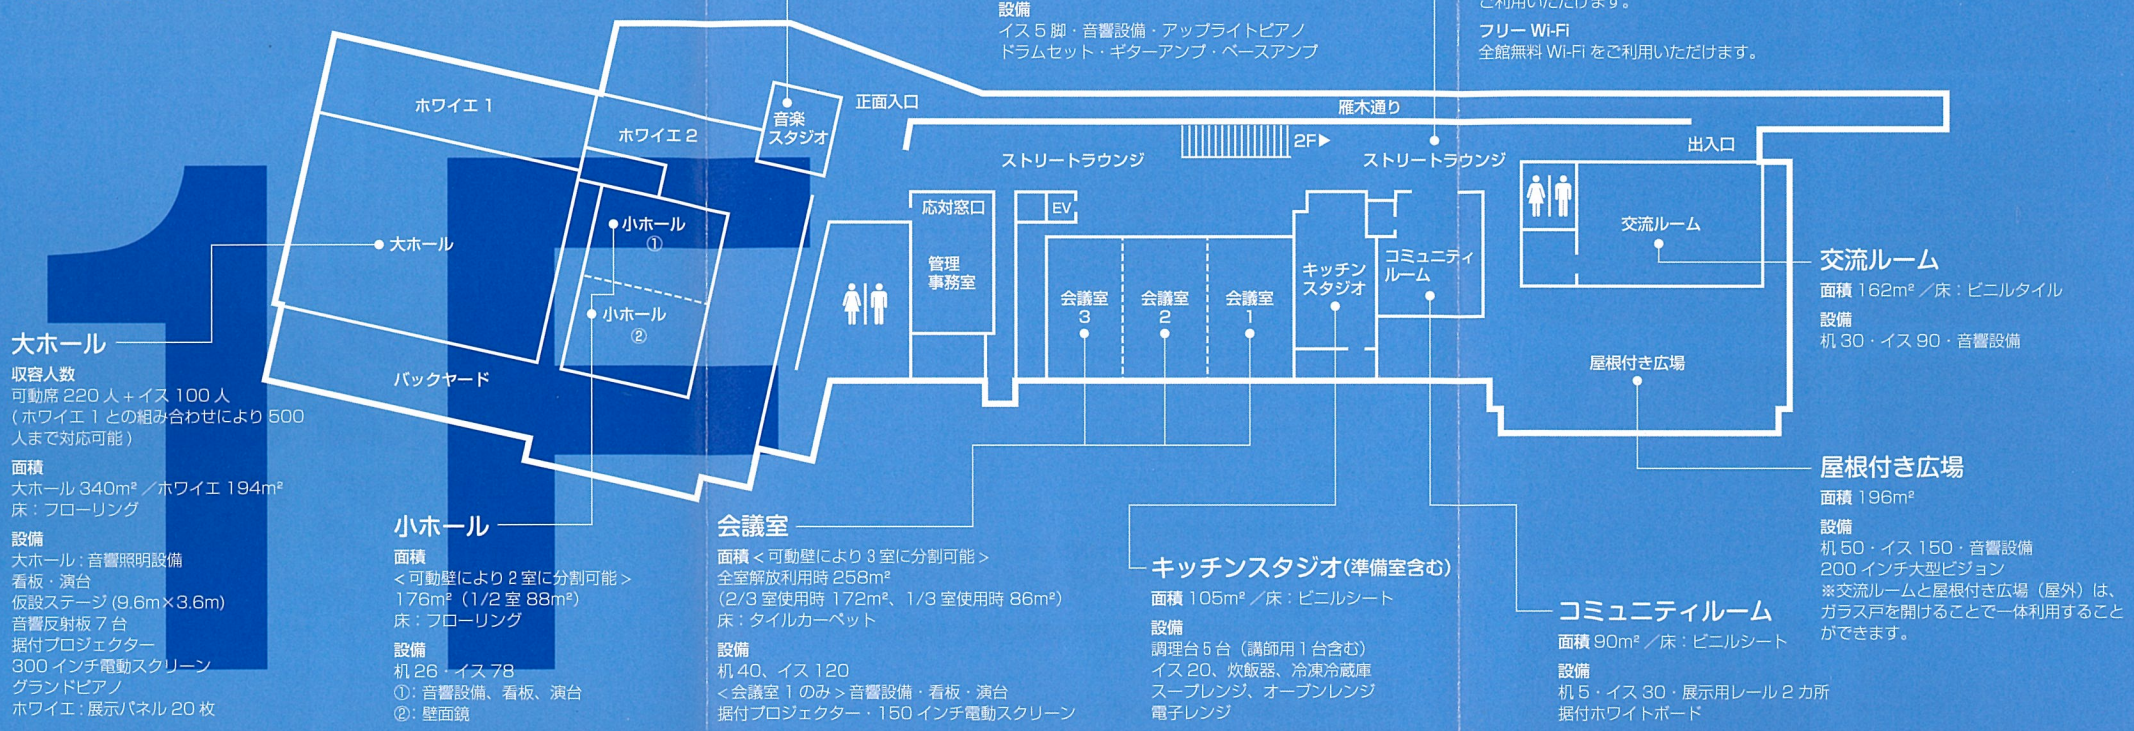 設備
イス 5 脚・音響設備・アップライトピアノ
ドラムセット・ギターアンプ・ベースアンプ
ご利用いただけます。
フリー Wi-Fi
全館無料 Wi-Fi をご利用いただけます。
ホワイエ 1
ホワイエ 2
音楽
スタジオ
正面入口
雁木通り
2F▶
ストリートラウンジ
ストリートラウンジ
出入口
大ホール
小ホール
①
小ホール
②
バックヤード
応対窓口
管理
事務室
EV
会議室
3
会議室
2
会議室
1
キッチン
スタジオ
コミュニティ
ルーム
交流ルーム
屋根付き広場
1F
大ホール
収容人数
可動席 220 人 + イス 100 人
( ホワイエ 1 との組み合わせにより 500
人まで対応可能 )
面積
大ホール 340m² ／ホワイエ 194m²
床：フローリング
設備
大ホール : 音響照明設備
看板・演台
仮設ステージ (9.6m×3.6m)
音響反射板 7 台
据付プロジェクター
300 インチ電動スクリーン
グランドピアノ
ホワイエ : 展示パネル 20 枚
小ホール
面積
< 可動壁により 2 室に分割可能 >
176m²（1/2 室 88m²）
床：フローリング
設備
机 26・イス 78
①：音響設備、看板、演台
②：壁面鏡
会議室
面積 < 可動壁により 3 室に分割可能 >
全室解放利用時 258m²
（2/3 室使用時 172m²、1/3 室使用時 86m²）
床：タイルカーペット
設備
机 40、イス 120
< 会議室 1 のみ > 音響設備・看板・演台
据付プロジェクター・150 インチ電動スクリーン
キッチンスタジオ(準備室含む)
面積 105m² ／床：ビニルシート
設備
調理台 5 台（講師用 1 台含む）
イス 20、炊飯器、冷凍冷蔵庫
スープレンジ、オーブンレンジ
電子レンジ
コミュニティルーム
面積 90m² ／床：ビニルシート
設備
机 5・イス 30・展示用レール 2 カ所
据付ホワイトボード
交流ルーム
面積 162m² ／床：ビニルタイル
設備
机 30・イス 90・音響設備
屋根付き広場
面積 196m²
設備
机 50・イス 150・音響設備
200 インチ大型ビジョン
※交流ルームと屋根付き広場（屋外）は、
ガラス戸を開けることで一体利用すること
ができます。